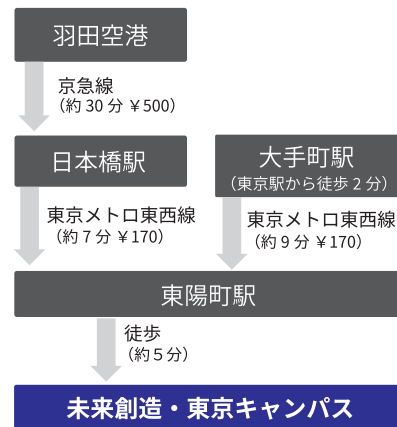 羽田空港
京急線
（約 30 分 ￥500）
日本橋駅
大手町駅
（東京駅から徒歩 2 分）
東京メトロ東西線
（約 7 分 ￥170）
東京メトロ東西線
（約 9 分 ￥170）
東陽町駅
徒歩
（約５分）
未来創造・東京キャンパス